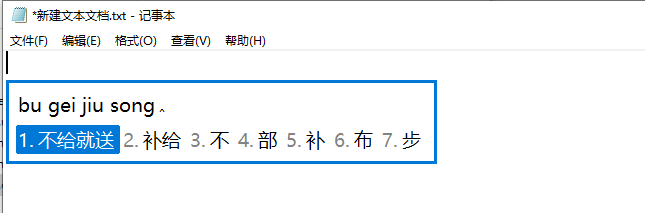 *新建文本文档.txt - 记事本
文件(F) 编辑(E) 格式(O) 查看(V) 帮助(H)
bu gei jiu song
1. 不给就送 2. 补给 3. 不 4. 部 5. 补 6. 布 7. 步